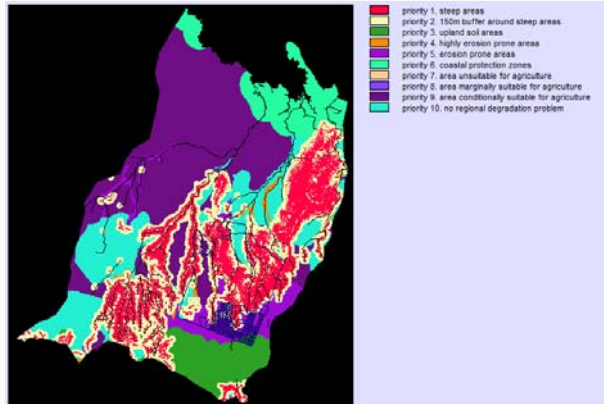 priority 1, steep areas
priority 2. 150m buffer around steep areas
priority 3. upland soil areas
priority 4. highly erosion prone areas
priority 5. erosion prone areas
priority 6. coastal protection zones
priority 7. area unsuitable for agriculture
priority 8. area marginally suitable for agriculture
priority 9. area conditionally suitable for agriculture
priority 10. no regional degradation problem